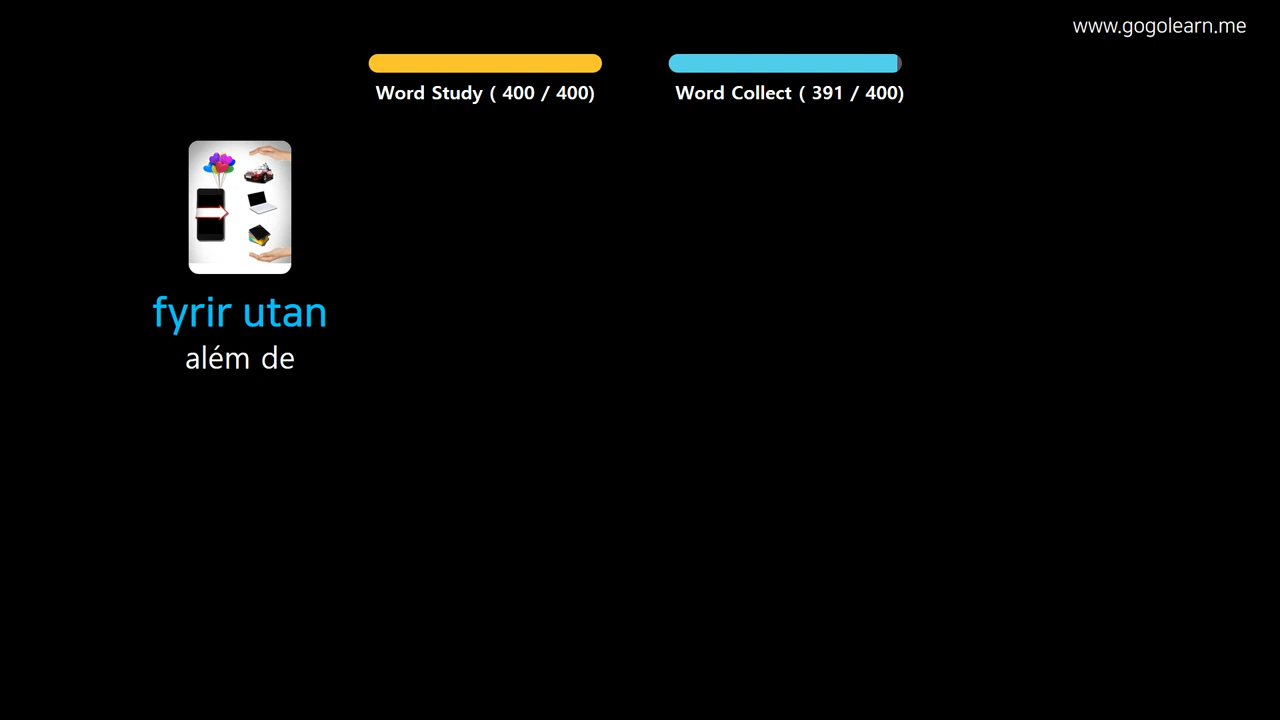 www.gogolearn.me
Word Study ( 400 / 400)
Word Collect ( 391 / 400)
fyrir utan
além de